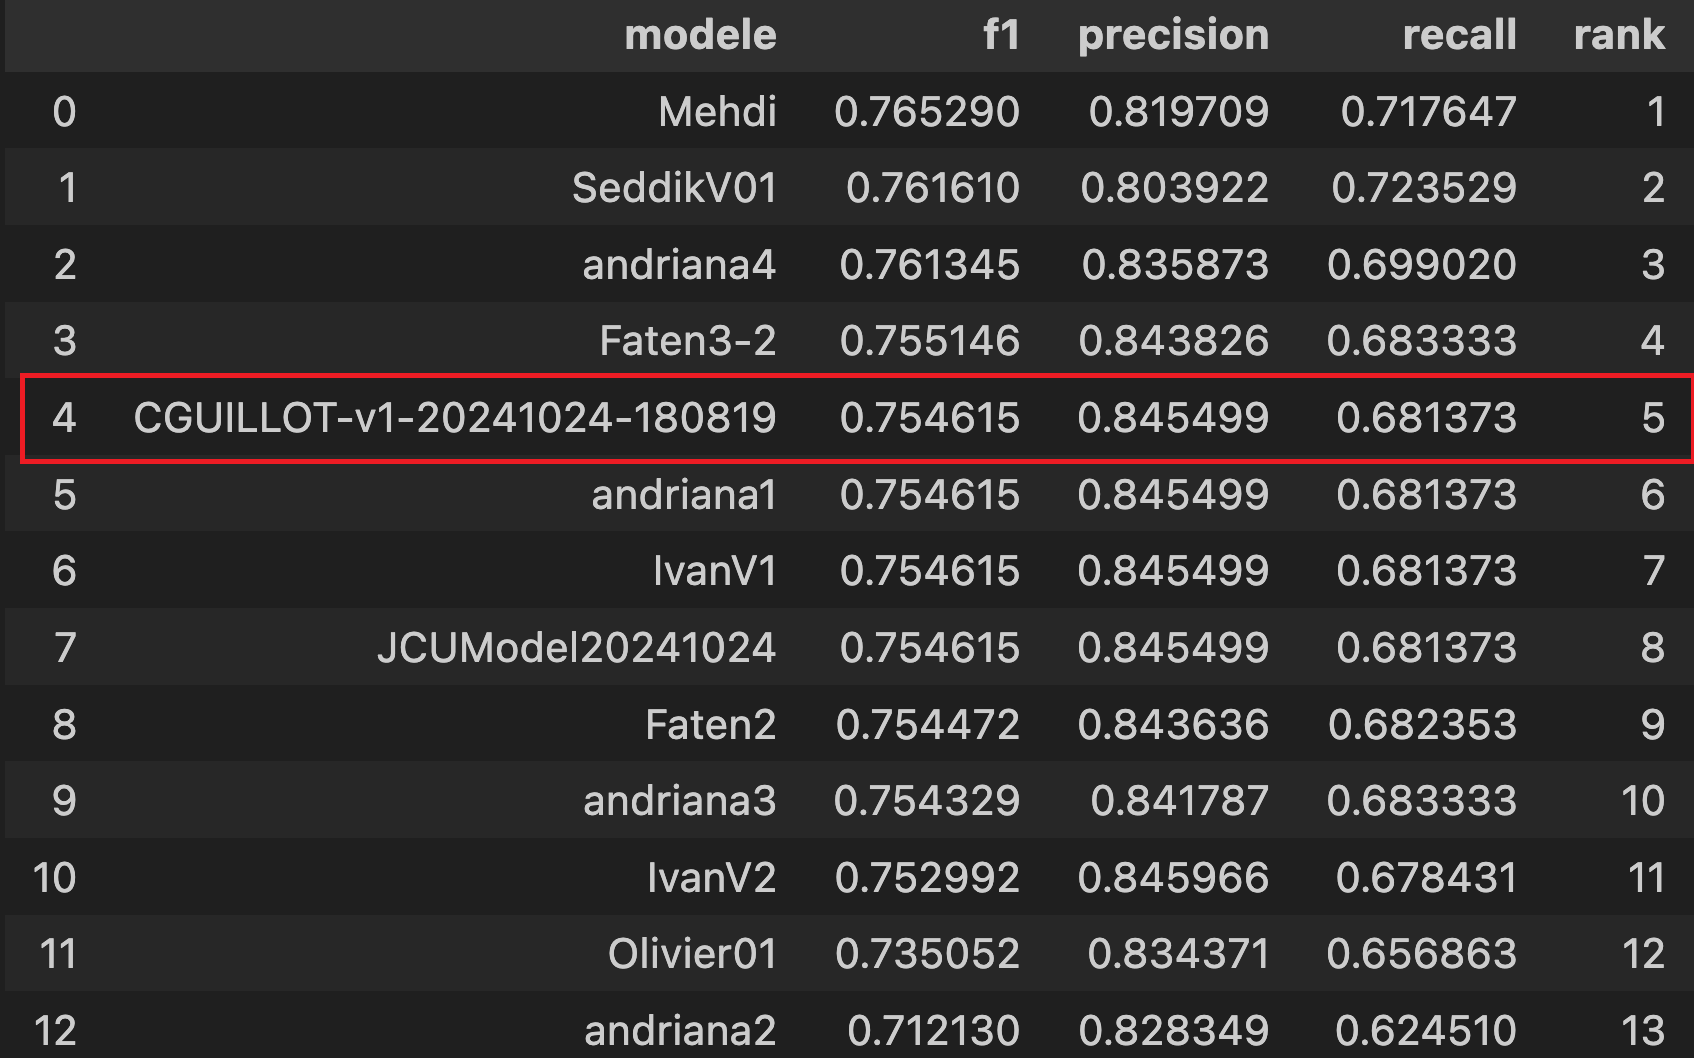 modele f1 precision recall rank
0 Mehdi 0.765290 0.819709 0.717647 1
1 SeddikV01 0.761610 0.803922 0.723529 2
2 andriana4 0.761345 0.835873 0.699020 3
3 Faten3-2 0.755146 0.843826 0.683333 4
4 CGUILLOT-v1-20241024-180819 0.754615 0.845499 0.681373 5
5 andriana1 0.754615 0.845499 0.681373 6
6 IvanV1 0.754615 0.845499 0.681373 7
7 JCUModel20241024 0.754615 0.845499 0.681373 8
8 Faten2 0.754472 0.843636 0.682353 9
9 andriana3 0.754329 0.841787 0.683333 10
10 IvanV2 0.752992 0.845966 0.678431 11
11 Olivier01 0.735052 0.834371 0.656863 12
12 andriana2 0.712130 0.828349 0.624510 13